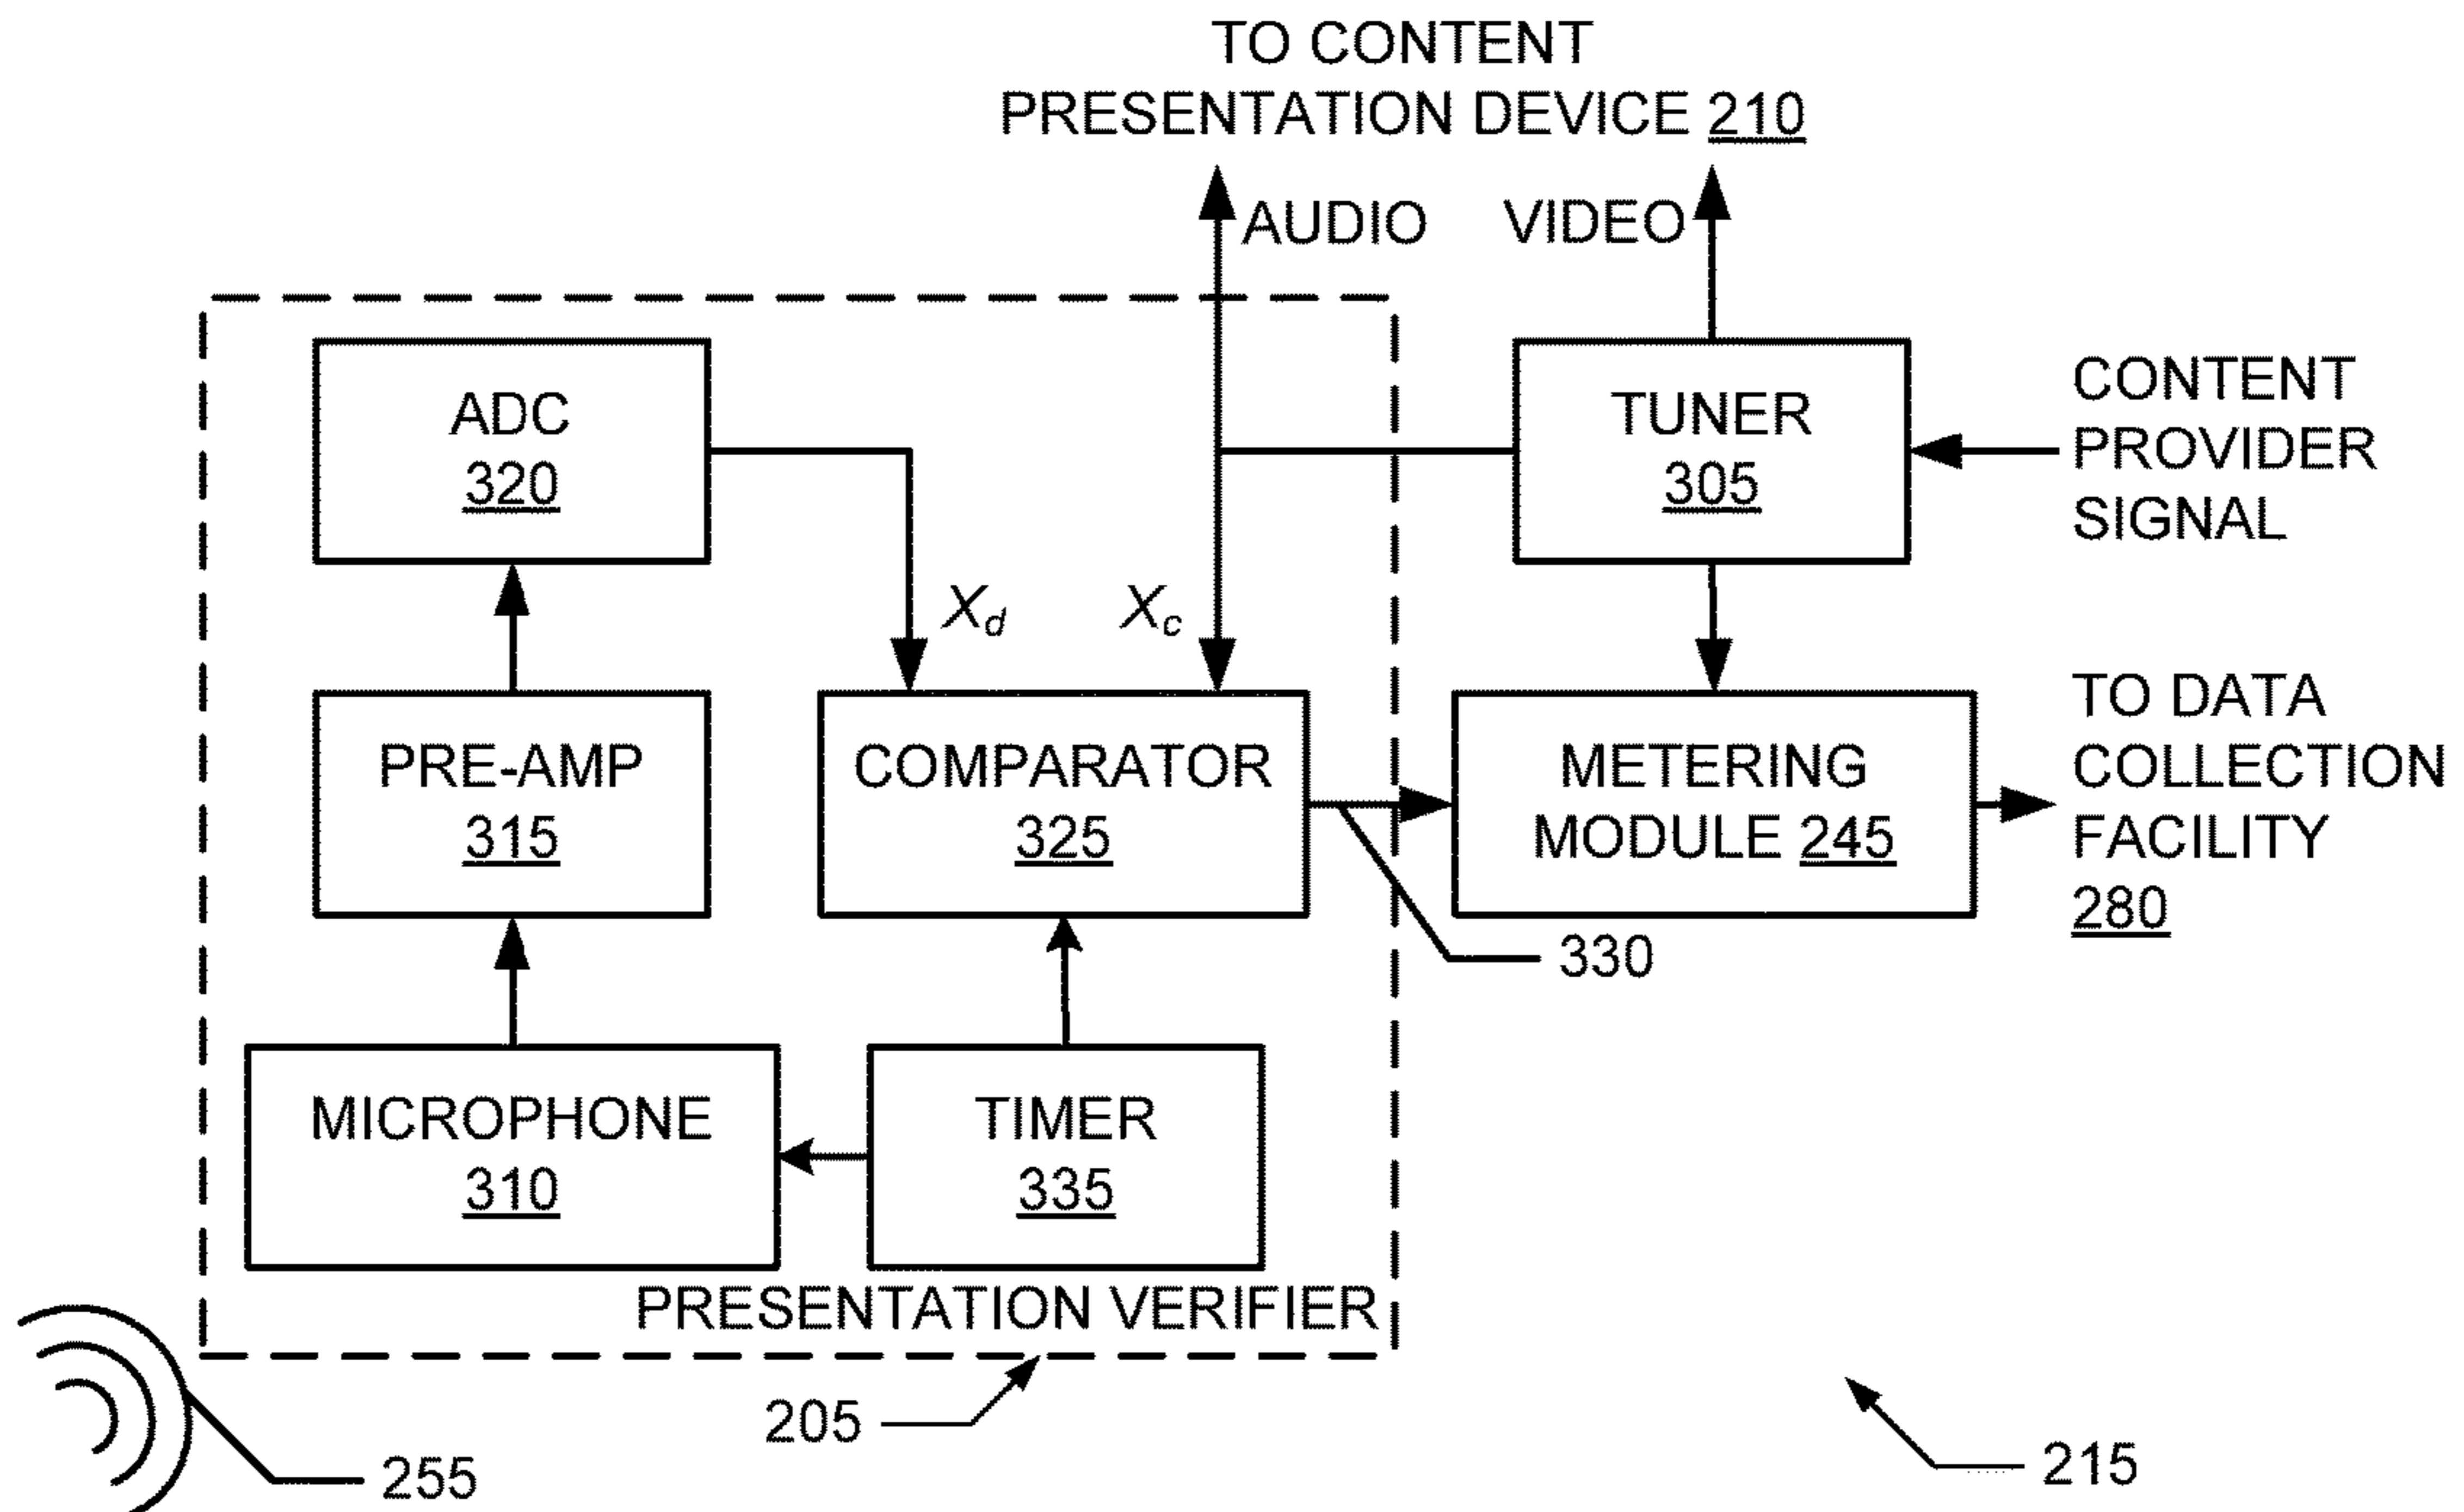 TO CONTENT
PRESENTATION DEVICE 210
AUDIO
VIDEO
ADC
320
TUNER
305
CONTENT
PROVIDER
SIGNAL
Xd
Xc
PRE-AMP
315
COMPARATOR
325
METERING
MODULE 245
TO DATA
COLLECTION
FACILITY
280
330
MICROPHONE
310
TIMER
335
PRESENTATION VERIFIER
205
255
215